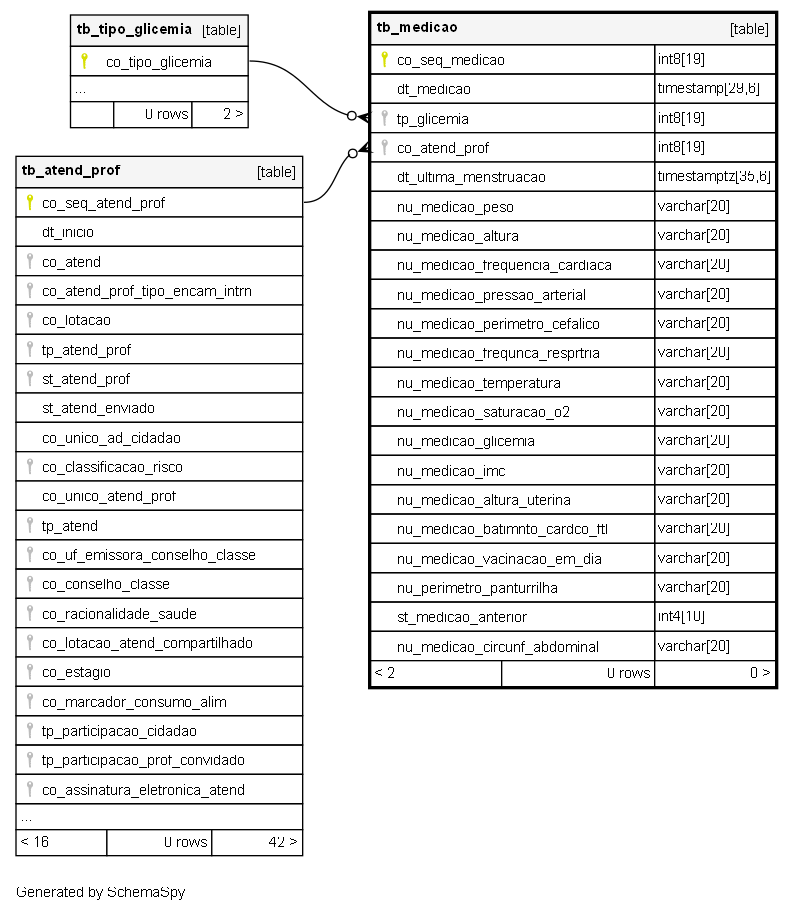 tb_tipo_glicemia [table]
co_tipo_glicemia
...
0 rows 2 >
tb_atend_prof [table]
co_seq_atend_prof
dt_inicio
co_atend
co_atend_prof_tipo_encam_intrn
co_lotacao
tp_atend_prof
st_atend_prof
st_atend_enviado
co_unico_ad_cidadao
co_classificacao_risco
co_unico_atend_prof
tp_atend
co_uf_emissora_conselho_classe
co_conselho_classe
co_racionalidade_saude
co_lotacao_atend_compartilhado
co_estagio
co_marcador_consumo_alim
tp_participacao_cidadao
tp_participacao_prof_convidado
co_assinatura_eletronica_atend
...
< 16 0 rows 42 >
tb_medicao [table]
co_seq_medicao int8[19]
dt_medicao timestamp[29,6]
tp_glicemia int8[19]
co_atend_prof int8[19]
dt_ultima_menstruacao timestamptz[35,6]
nu_medicao_peso varchar[20]
nu_medicao_altura varchar[20]
nu_medicao_frequencia_cardiaca varchar[20]
nu_medicao_pressao_arterial varchar[20]
nu_medicao_perimetro_cefalico varchar[20]
nu_medicao_frequnca_resprtria varchar[20]
nu_medicao_temperatura varchar[20]
nu_medicao_saturacao_o2 varchar[20]
nu_medicao_glicemia varchar[20]
nu_medicao_imc varchar[20]
nu_medicao_altura_uterina varchar[20]
nu_medicao_batimnto_cardco_ftl varchar[20]
nu_medicao_vacinacao_em_dia varchar[20]
nu_perimetro_panturrilha varchar[20]
st_medicao_anterior int4[10]
nu_medicao_circunf_abdominal varchar[20]
< 2 0 rows 0 >
Generated by SchemaSpy